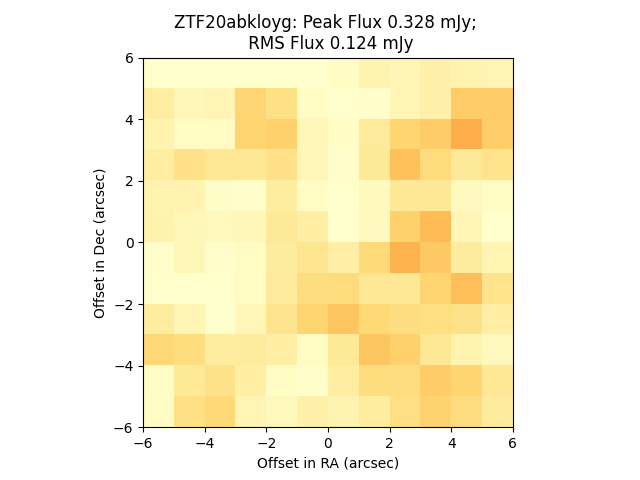 ZTF20abkloyg: Peak Flux 0.328 mJy;
RMS Flux 0.124 mJy
6
4
2
0
−2
−4
−6
Offset in Dec (arcsec)
−6 −4 −2 0 2 4 6
Offset in RA (arcsec)